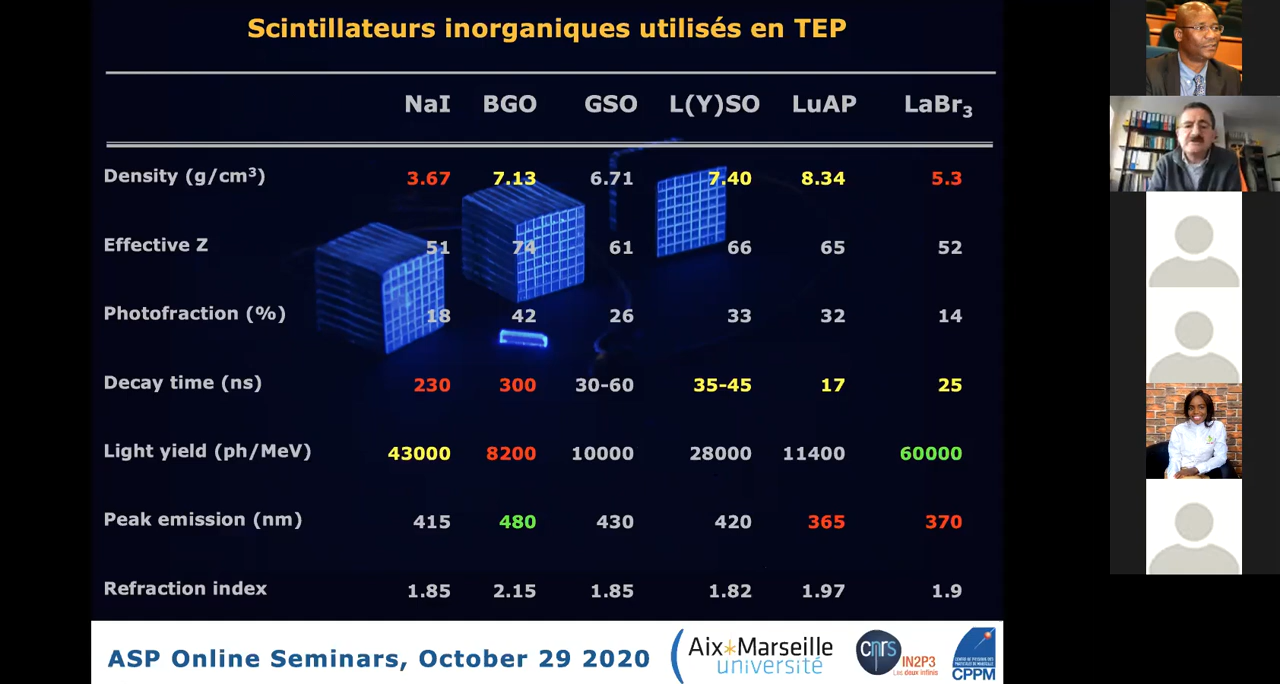 Scintillateurs inorganiques utilisés en TEP
NaI BGO GSO L(Y)SO LuAP LaBr₃
Density (g/cm³) 3.67 7.13 6.71 7.40 8.34 5.3
Effective Z 51 74 61 66 65 52
Photofraction (%) 18 42 26 33 32 14
Decay time (ns) 230 300 30-60 35-45 17 25
Light yield (ph/MeV) 43000 8200 10000 28000 11400 60000
Peak emission (nm) 415 480 430 420 365 370
Refraction index 1.85 2.15 1.85 1.82 1.97 1.9
ASP Online Seminars, October 29 2020
Aix*Marseille
université
cnrs
IN2P3
Les deux infinis
CPPM